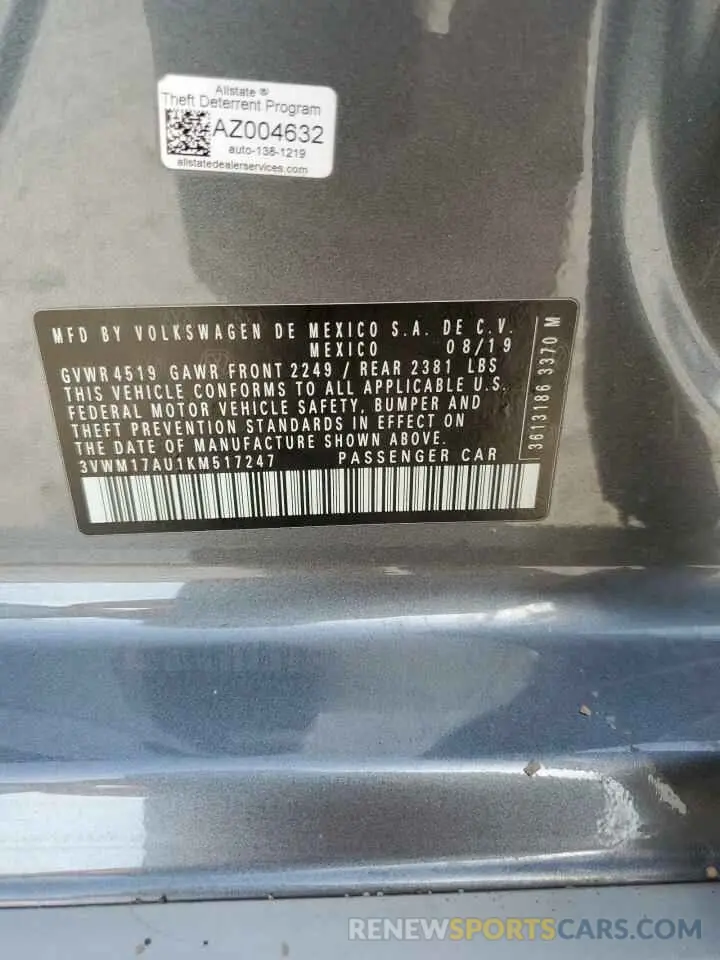 Allstate ®
Theft Deterrent Program
AZ004632
auto-138-1219
allstatedealerservices.com
MFD BY VOLKSWAGEN DE MEXICO S.A. DE C.V.
MEXICO 08/19
GVWR 4519 GAWR FRONT 2249 / REAR 2381 LBS
THIS VEHICLE CONFORMS TO ALL APPLICABLE U.S.
FEDERAL MOTOR VEHICLE SAFETY, BUMPER AND
THEFT PREVENTION STANDARDS IN EFFECT ON
THE DATE OF MANUFACTURE SHOWN ABOVE.
3VWM17AU1KM517247 PASSENGER CAR
3613186 3370 M
RENEWSPORTSCARS.COM